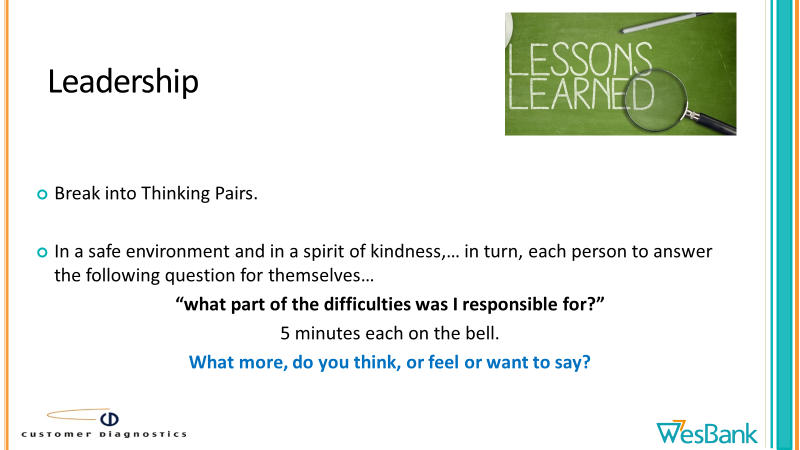 Leadership
LESSONS
LEARNED
Break into Thinking Pairs.
In a safe environment and in a spirit of kindness,… in turn, each person to answer
the following question for themselves…
“what part of the difficulties was I responsible for?”
5 minutes each on the bell.
What more, do you think, or feel or want to say?
CUSTOMER DIAGNOSTICS
WesBank